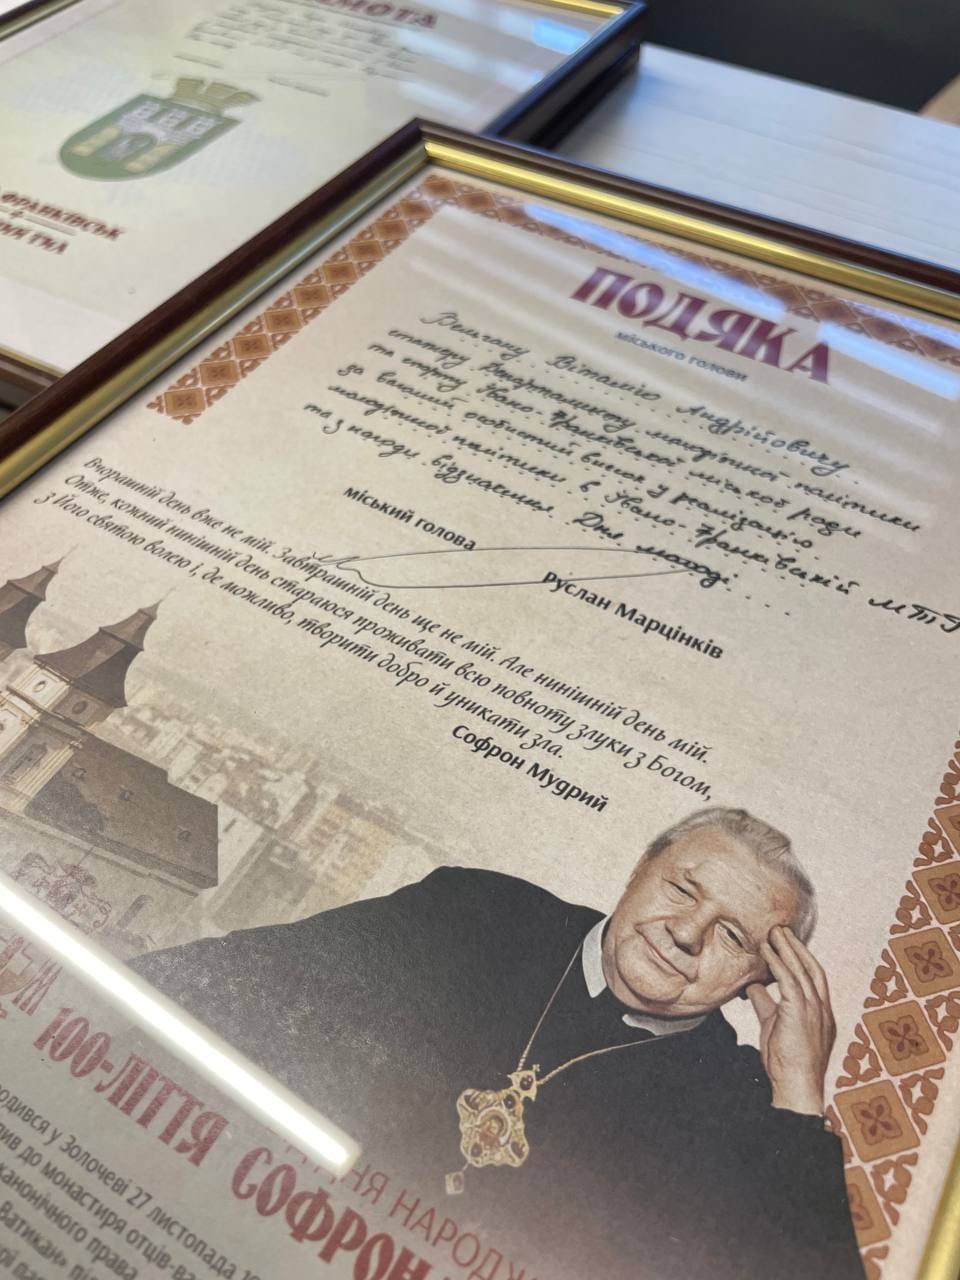 ФРАНКІВСЬК
ПОДЯКА
міського голови
Велгану Віталію Андрійовичу
Департаменту молодіжної політики
та спорту Івано-Франківської міської ради
за вагомий особистий внесок у реалізацію
молодіжної політики в Івано-Франківській МТГ
та з нагоди відзначення Дня молоді
міський голова
Руслан Марцінків
Вчорашній день вже не мій. Завтрашній день ще не мій. Але нинішній день мій.
Отже, кожний нинішній день стараюся проживати всю повноту злуки з Богом,
з Його святою волею і, де можливо, творити добро й уникати зла.
Софрон Мудрий
100-ЛІТТЯ
НАРОДЖ
СОФРОН
у Золочеві 27 листопада
до монастиря отців-ва
канонічного права
Ватикан»